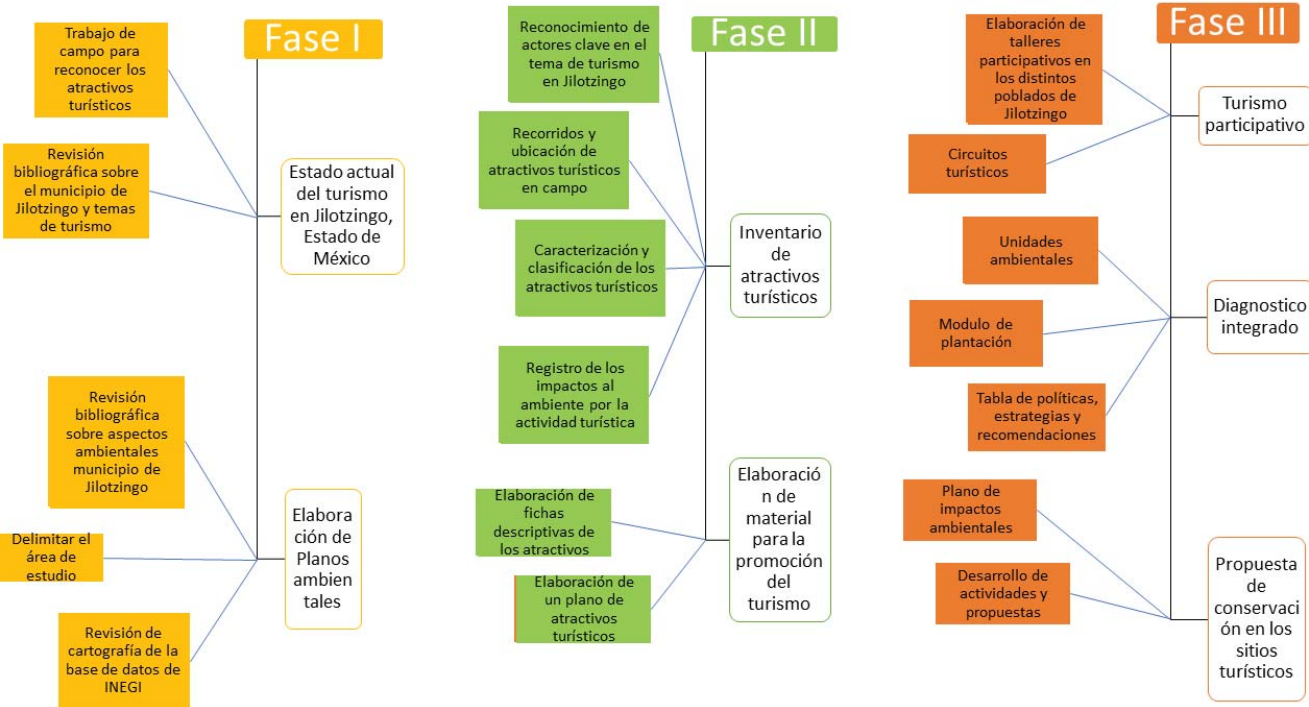 Fase I
Trabajo de
campo para
reconocer los
atractivos
turísticos
Revisión
bibliográfica sobre
el municipio de
Jilotzingo y temas
de turismo
Estado actual
del turismo
en Jilotzingo,
Estado de
México
Revisión
bibliográfica
sobre aspectos
ambientales
municipio de
Jilotzingo
Delimitar el
área de
estudio
Revisión de
cartografía de la
base de datos de
INEGI
Elabora
ción de
Planos
ambien
tales
Fase II
Reconocimiento de
actores clave en el
tema de turismo
en Jilotzingo
Recorridos y
ubicación de
atractivos turísticos
en campo
Caracterización y
clasificación de los
atractivos turísticos
Registro de los
impactos al
ambiente por la
actividad turística
Inventario
de
atractivos
turísticos
Elaboración de
fichas
descriptivas de
los atractivos
Elaboración de
un plano de
atractivos
turísticos
Elaboració
n de
material
para la
promoción
del
turismo
Fase III
Elaboración de
talleres
participativos en
los distintos
poblados de
Jilotzingo
Circuitos
turísticos
Turismo
participativo
Unidades
ambientales
Modulo de
plantación
Tabla de políticas,
estrategias y
recomendaciones
Diagnostico
integrado
Plano de
impactos
ambientales
Desarrollo de
actividades y
propuestas
Propuesta
de
conservaci
ón en los
sitios
turísticos